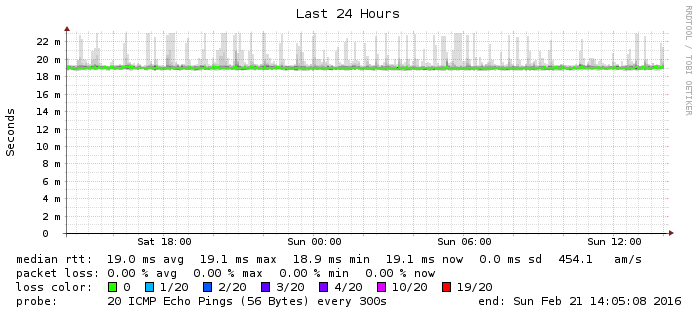 Last 24 Hours
RRDTOOL / TOBI OETIKER
Seconds
22 m
20 m
18 m
16 m
14 m
12 m
10 m
8 m
6 m
4 m
2 m
0
Sat 18:00 Sun 00:00 Sun 06:00 Sun 12:00
median rtt: 19.0 ms avg 19.1 ms max 18.9 ms min 19.1 ms now 0.0 ms sd 454.1 am/s
packet loss: 0.00 % avg 0.00 % max 0.00 % min 0.00 % now
loss color: 0 1/20 2/20 3/20 4/20 10/20 19/20
probe: 20 ICMP Echo Pings (56 Bytes) every 300s end: Sun Feb 21 14:05:08 2016